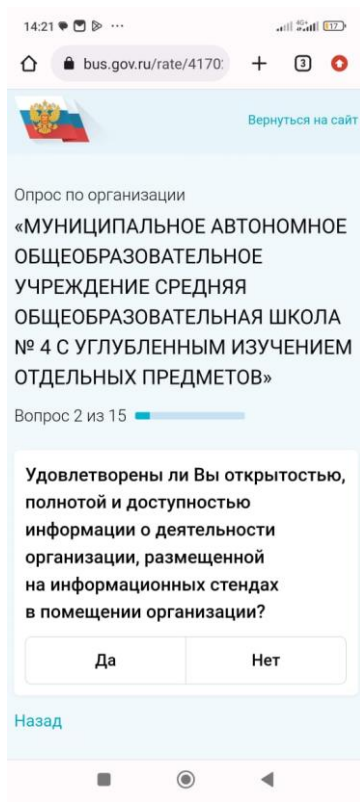 14:21
4G+
17
bus.gov.ru/rate/4170
3
Вернуться на сайт
Опрос по организации
«МУНИЦИПАЛЬНОЕ АВТОНОМНОЕ
ОБЩЕОБРАЗОВАТЕЛЬНОЕ
УЧРЕЖДЕНИЕ СРЕДНЯЯ
ОБЩЕОБРАЗОВАТЕЛЬНАЯ ШКОЛА
№ 4 С УГЛУБЛЕННЫМ ИЗУЧЕНИЕМ
ОТДЕЛЬНЫХ ПРЕДМЕТОВ»
Вопрос 2 из 15
Удовлетворены ли Вы открытостью,
полнотой и доступностью
информации о деятельности
организации, размещенной
на информационных стендах
в помещении организации?
Да Нет
Назад